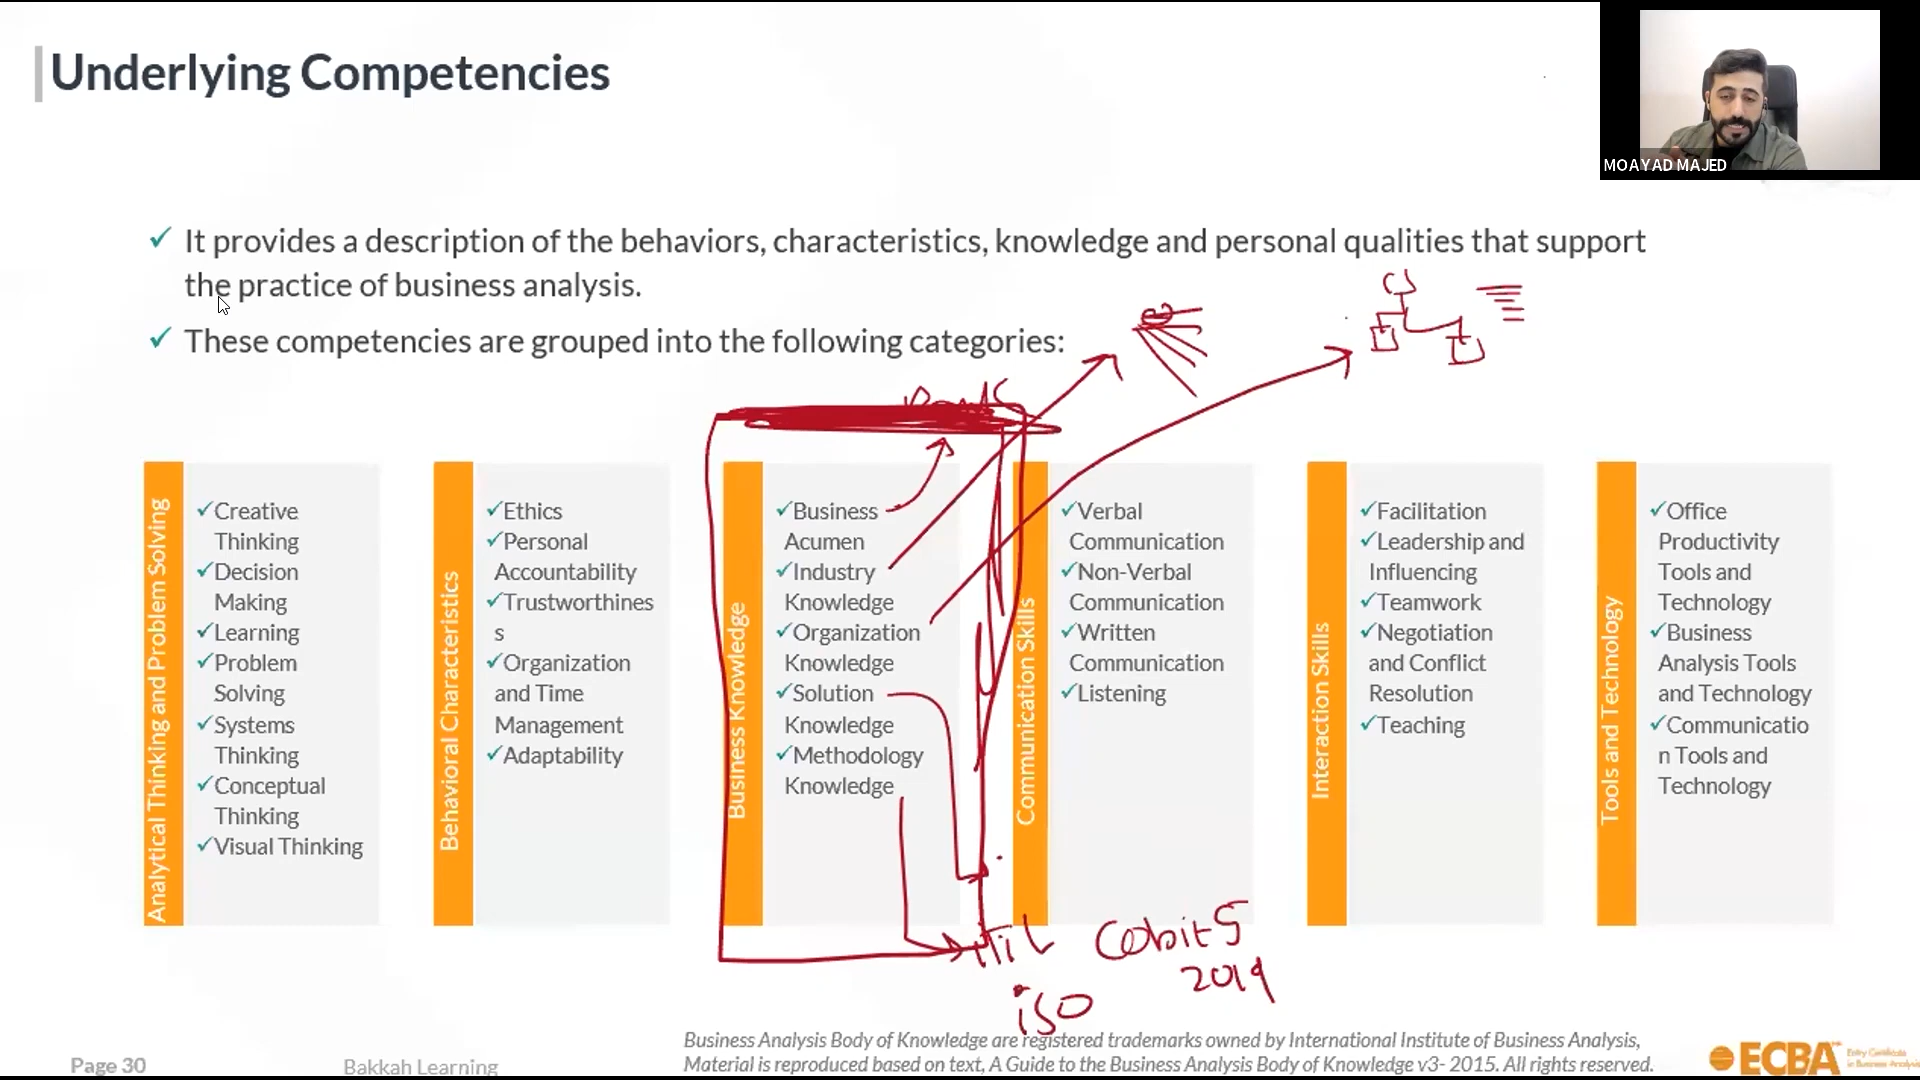 Underlying Competencies
MOAYAD MAJED
✓ It provides a description of the behaviors, characteristics, knowledge and personal qualities that support
the practice of business analysis.
✓ These competencies are grouped into the following categories:
Analytical Thinking and Problem Solving
✓Creative
Thinking
✓Decision
Making
✓Learning
✓Problem
Solving
✓Systems
Thinking
✓Conceptual
Thinking
✓Visual Thinking
Behavioral Characteristics
✓Ethics
✓Personal
Accountability
✓Trustworthines
s
✓Organization
and Time
Management
✓Adaptability
Business Knowledge
✓Business
Acumen
✓Industry
Knowledge
✓Organization
Knowledge
✓Solution
Knowledge
✓Methodology
Knowledge
Communication Skills
✓Verbal
Communication
✓Non-Verbal
Communication
✓Written
Communication
✓Listening
Interaction Skills
✓Facilitation
✓Leadership and
Influencing
✓Teamwork
✓Negotiation
and Conflict
Resolution
✓Teaching
Tools and Technology
✓Office
Productivity
Tools and
Technology
✓Business
Analysis Tools
and Technology
✓Communicatio
n Tools and
Technology
iTiL Cobit5
2019
iso
Business Analysis Body of Knowledge are registered trademarks owned by International Institute of Business Analysis,
Material is reproduced based on text, A Guide to the Business Analysis Body of Knowledge v3- 2015. All rights reserved.
Page 30
Bakkah Learning
ECBA
Entry Certificate
in Business Analysis